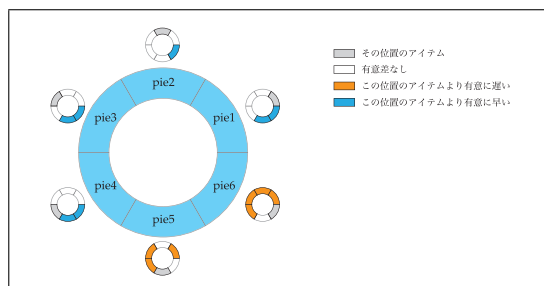 pie2
pie3
pie1
pie4
pie6
pie5
その位置のアイテム
有意差なし
この位置のアイテムより有意に遅い
この位置のアイテムより有意に早い